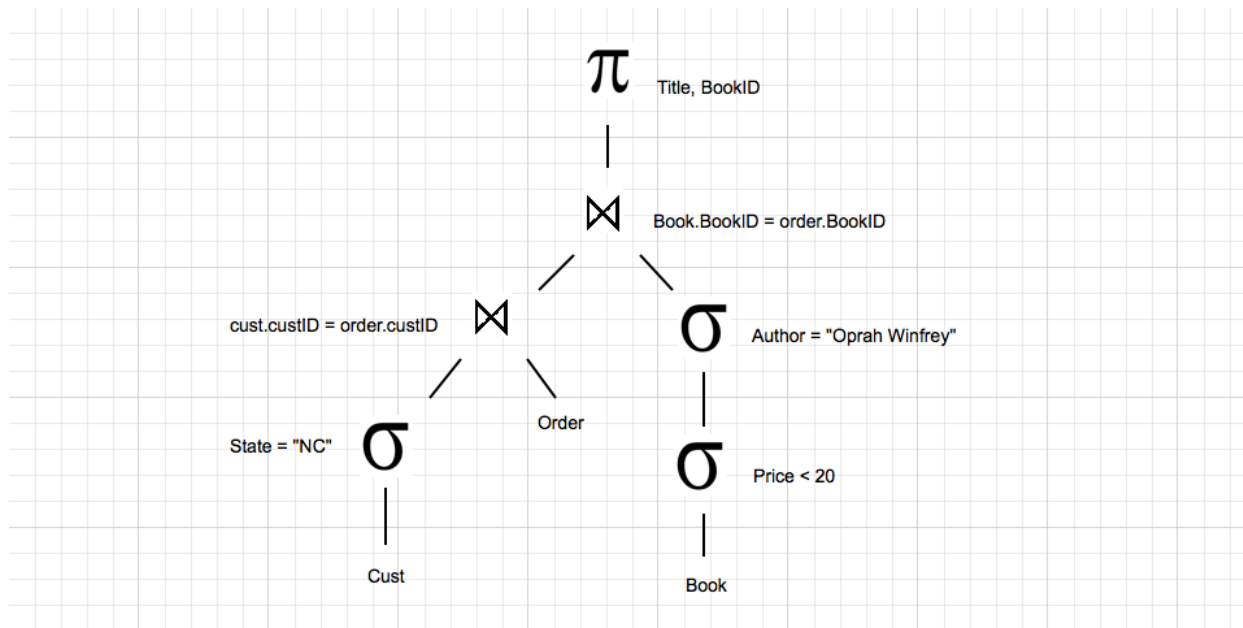 π
Title, BookID
⋈
Book.BookID = order.BookID
cust.custID = order.custID
⋈
σ
Author = "Oprah Winfrey"
Order
State = "NC"
σ
σ
Price < 20
Cust
Book